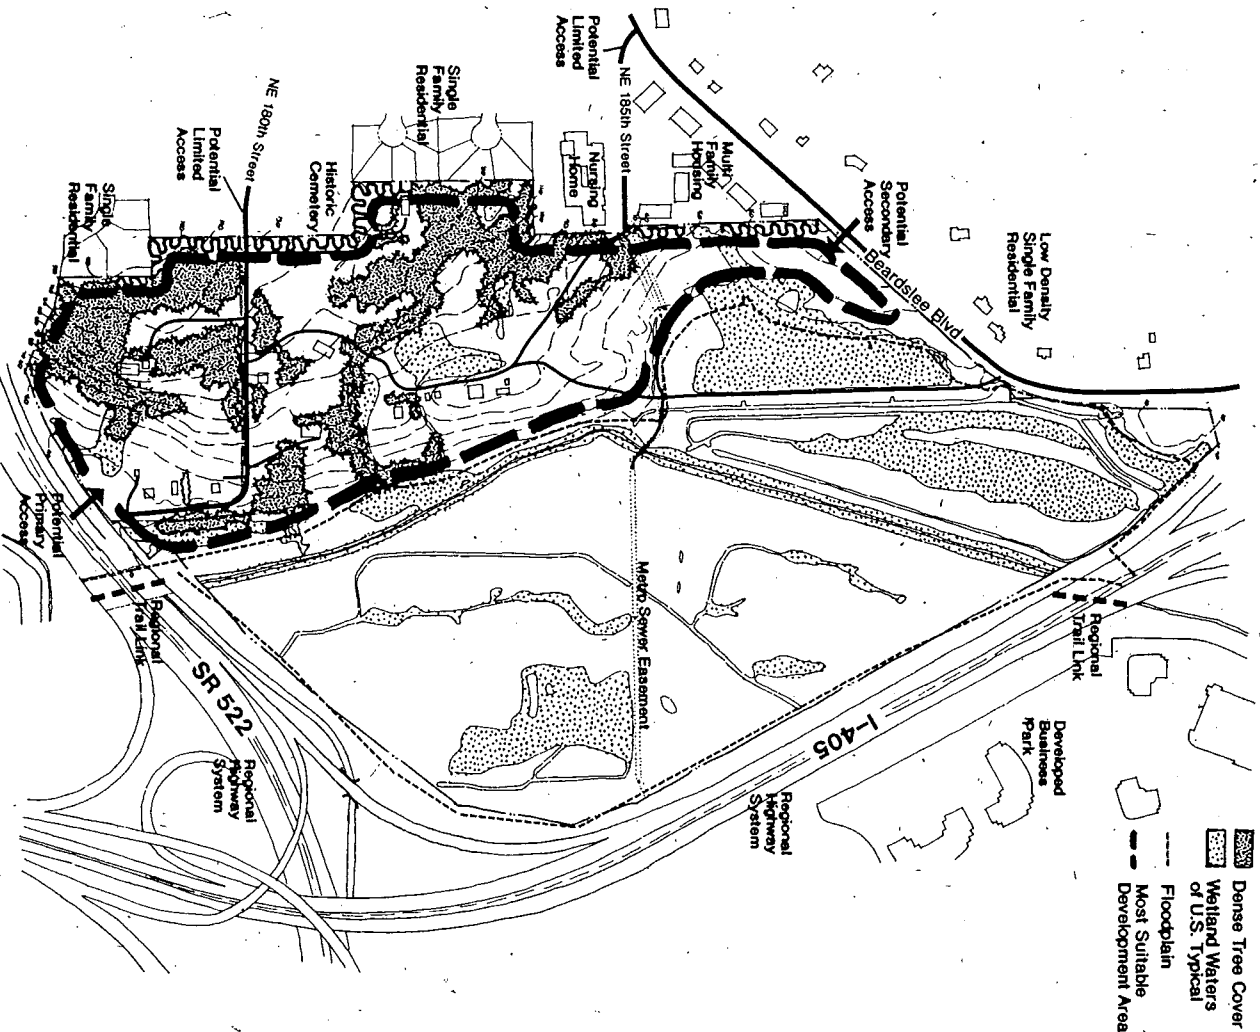 Potential
Limited
Access
NE 185th Street
Single
Family
Residential
NE 180th Street
Potential
Limited
Access
Historic
Cemetery
Single
Family
Residential
Nursing
Home
Multi
Family
Housing
Potential
Secondary
Access
Beardslee Blvd
Low Density
Single Family
Residential
Potential
Primary
Access
Metro Sewer Easement
Regional
Trail Link
Regional
Trail Link
SR 522
I-405
Regional
Highway
System
Regional
Highway
System
Developed
Business
Park
Dense Tree Cover
Wetland Waters
of U.S. Typical
Floodplain
Most Suitable
Development Area